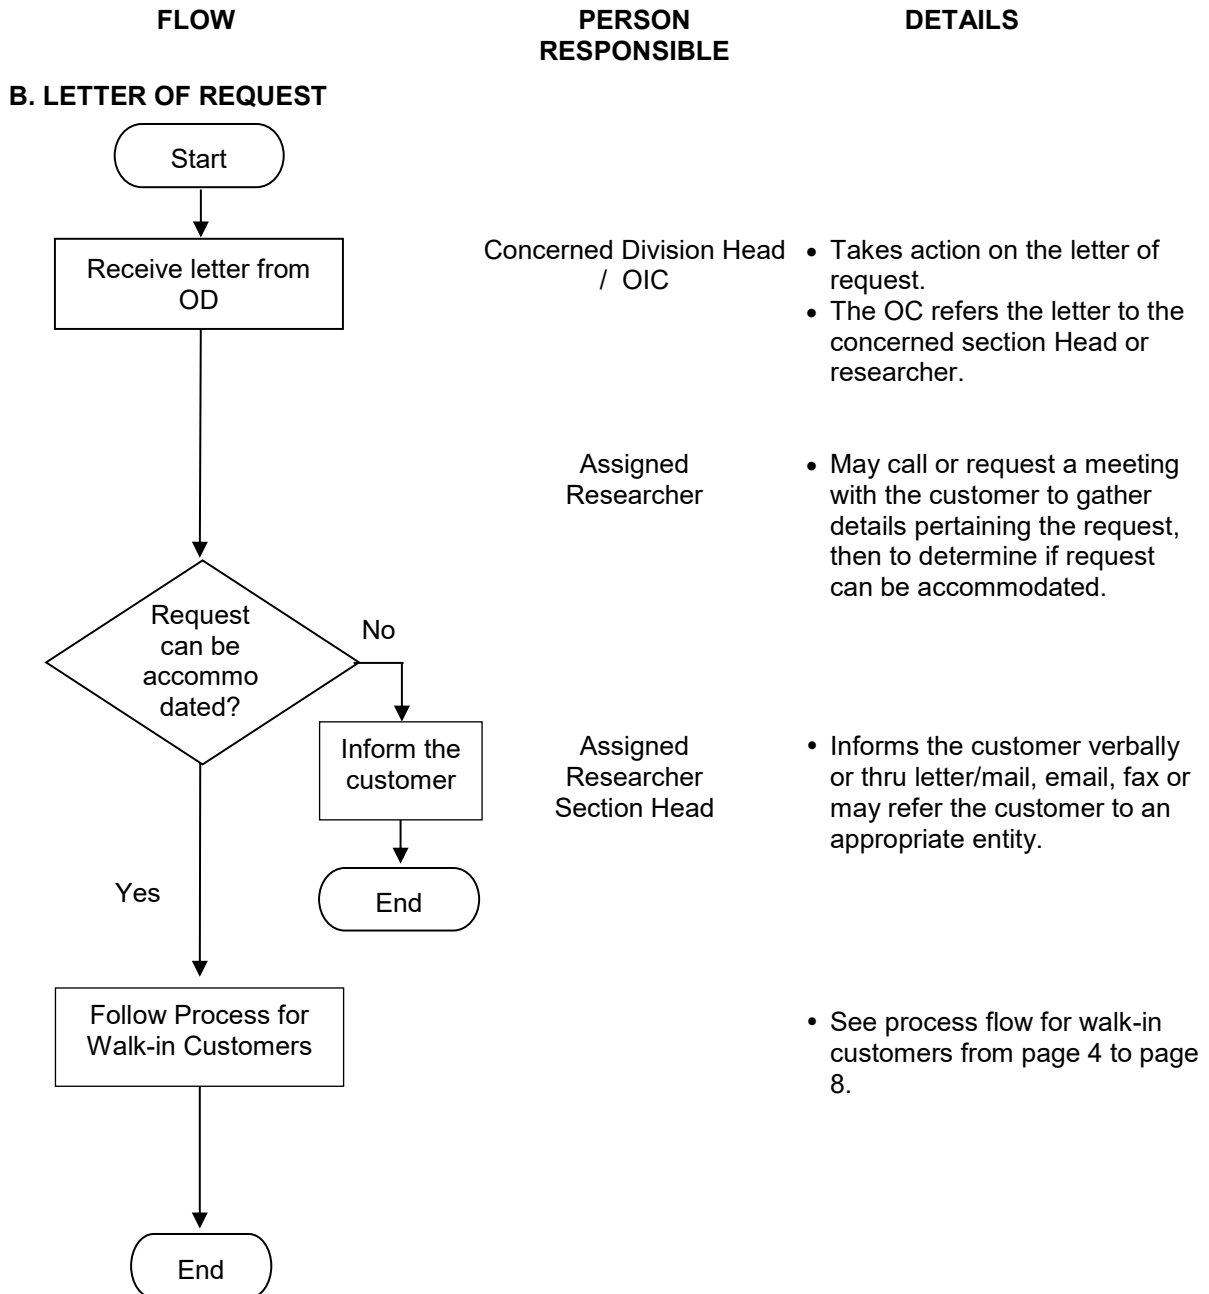 FLOW
PERSON
RESPONSIBLE
DETAILS
B. LETTER OF REQUEST
Start
Receive letter from
OD
Concerned Division Head
/ OIC
• Takes action on the letter of
request.
• The OC refers the letter to the
concerned section Head or
researcher.
Assigned
Researcher
• May call or request a meeting
with the customer to gather
details pertaining the request,
then to determine if request
can be accommodated.
Request
can be
accommo
dated?
No
Inform the
customer
Assigned
Researcher
Section Head
• Informs the customer verbally
or thru letter/mail, email, fax or
may refer the customer to an
appropriate entity.
End
Yes
Follow Process for
Walk-in Customers
• See process flow for walk-in
customers from page 4 to page
8.
End